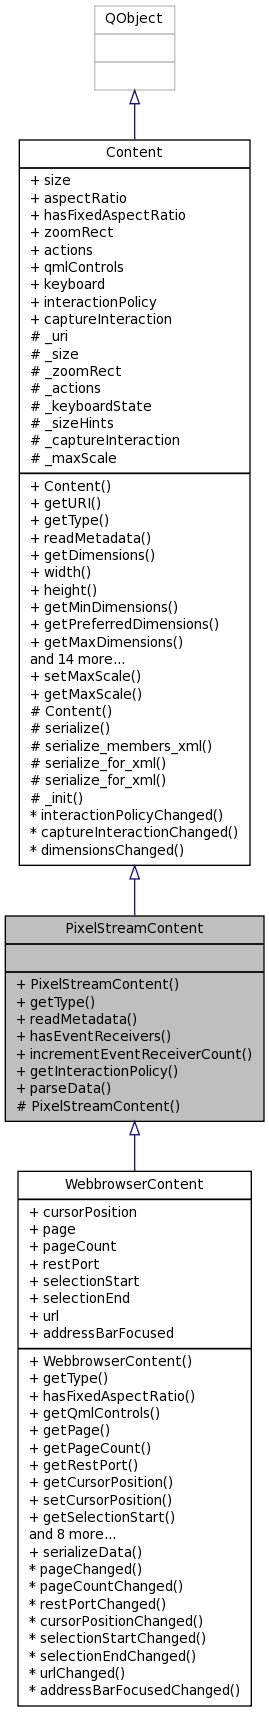 QObject
Content
+ size
+ aspectRatio
+ hasFixedAspectRatio
+ zoomRect
+ actions
+ qmlControls
+ keyboard
+ interactionPolicy
+ captureInteraction
# _uri
# _size
# _zoomRect
# _actions
# _keyboardState
# _sizeHints
# _captureInteraction
# _maxScale
+ Content()
+ getURI()
+ getType()
+ readMetadata()
+ getDimensions()
+ width()
+ height()
+ getMinDimensions()
+ getPreferredDimensions()
+ getMaxDimensions()
and 14 more...
+ setMaxScale()
+ getMaxScale()
# Content()
# serialize()
# serialize_members_xml()
# serialize_for_xml()
# serialize_for_xml()
# _init()
* interactionPolicyChanged()
* captureInteractionChanged()
* dimensionsChanged()
PixelStreamContent
+ PixelStreamContent()
+ getType()
+ readMetadata()
+ hasEventReceivers()
+ incrementEventReceiverCount()
+ getInteractionPolicy()
+ parseData()
# PixelStreamContent()
WebbrowserContent
+ cursorPosition
+ page
+ pageCount
+ restPort
+ selectionStart
+ selectionEnd
+ url
+ addressBarFocused
+ WebbrowserContent()
+ getType()
+ hasFixedAspectRatio()
+ getQmlControls()
+ getPage()
+ getPageCount()
+ getRestPort()
+ getCursorPosition()
+ setCursorPosition()
+ getSelectionStart()
and 8 more...
+ serializeData()
* pageChanged()
* pageCountChanged()
* restPortChanged()
* cursorPositionChanged()
* selectionStartChanged()
* selectionEndChanged()
* urlChanged()
* addressBarFocusedChanged()